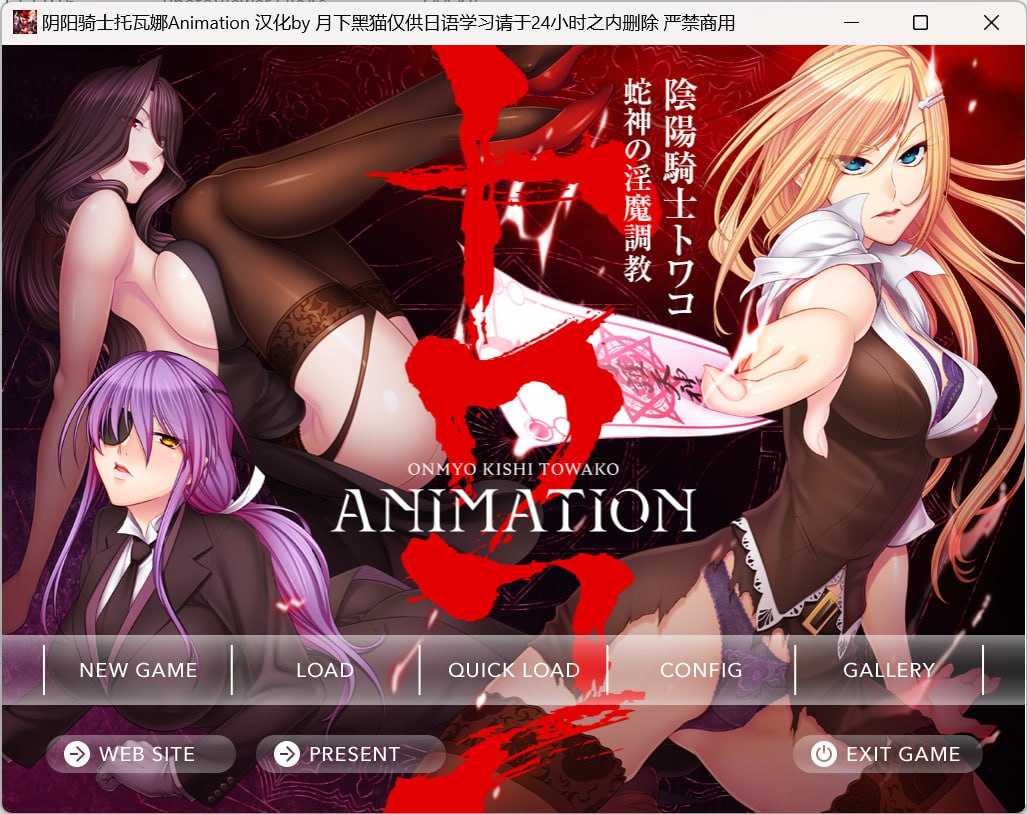 阴阳骑士托瓦娜Animation 汉化by 月下黑猫仅供日语学习请于24小时之内删除 严禁商用
陰陽騎士トワコ
蛇神の淫魔調教
トワコ
ONMYO KISHI TOWAKO
ANIMATION
NEW GAME
LOAD
QUICK LOAD
CONFIG
GALLERY
WEB SITE
PRESENT
EXIT GAME